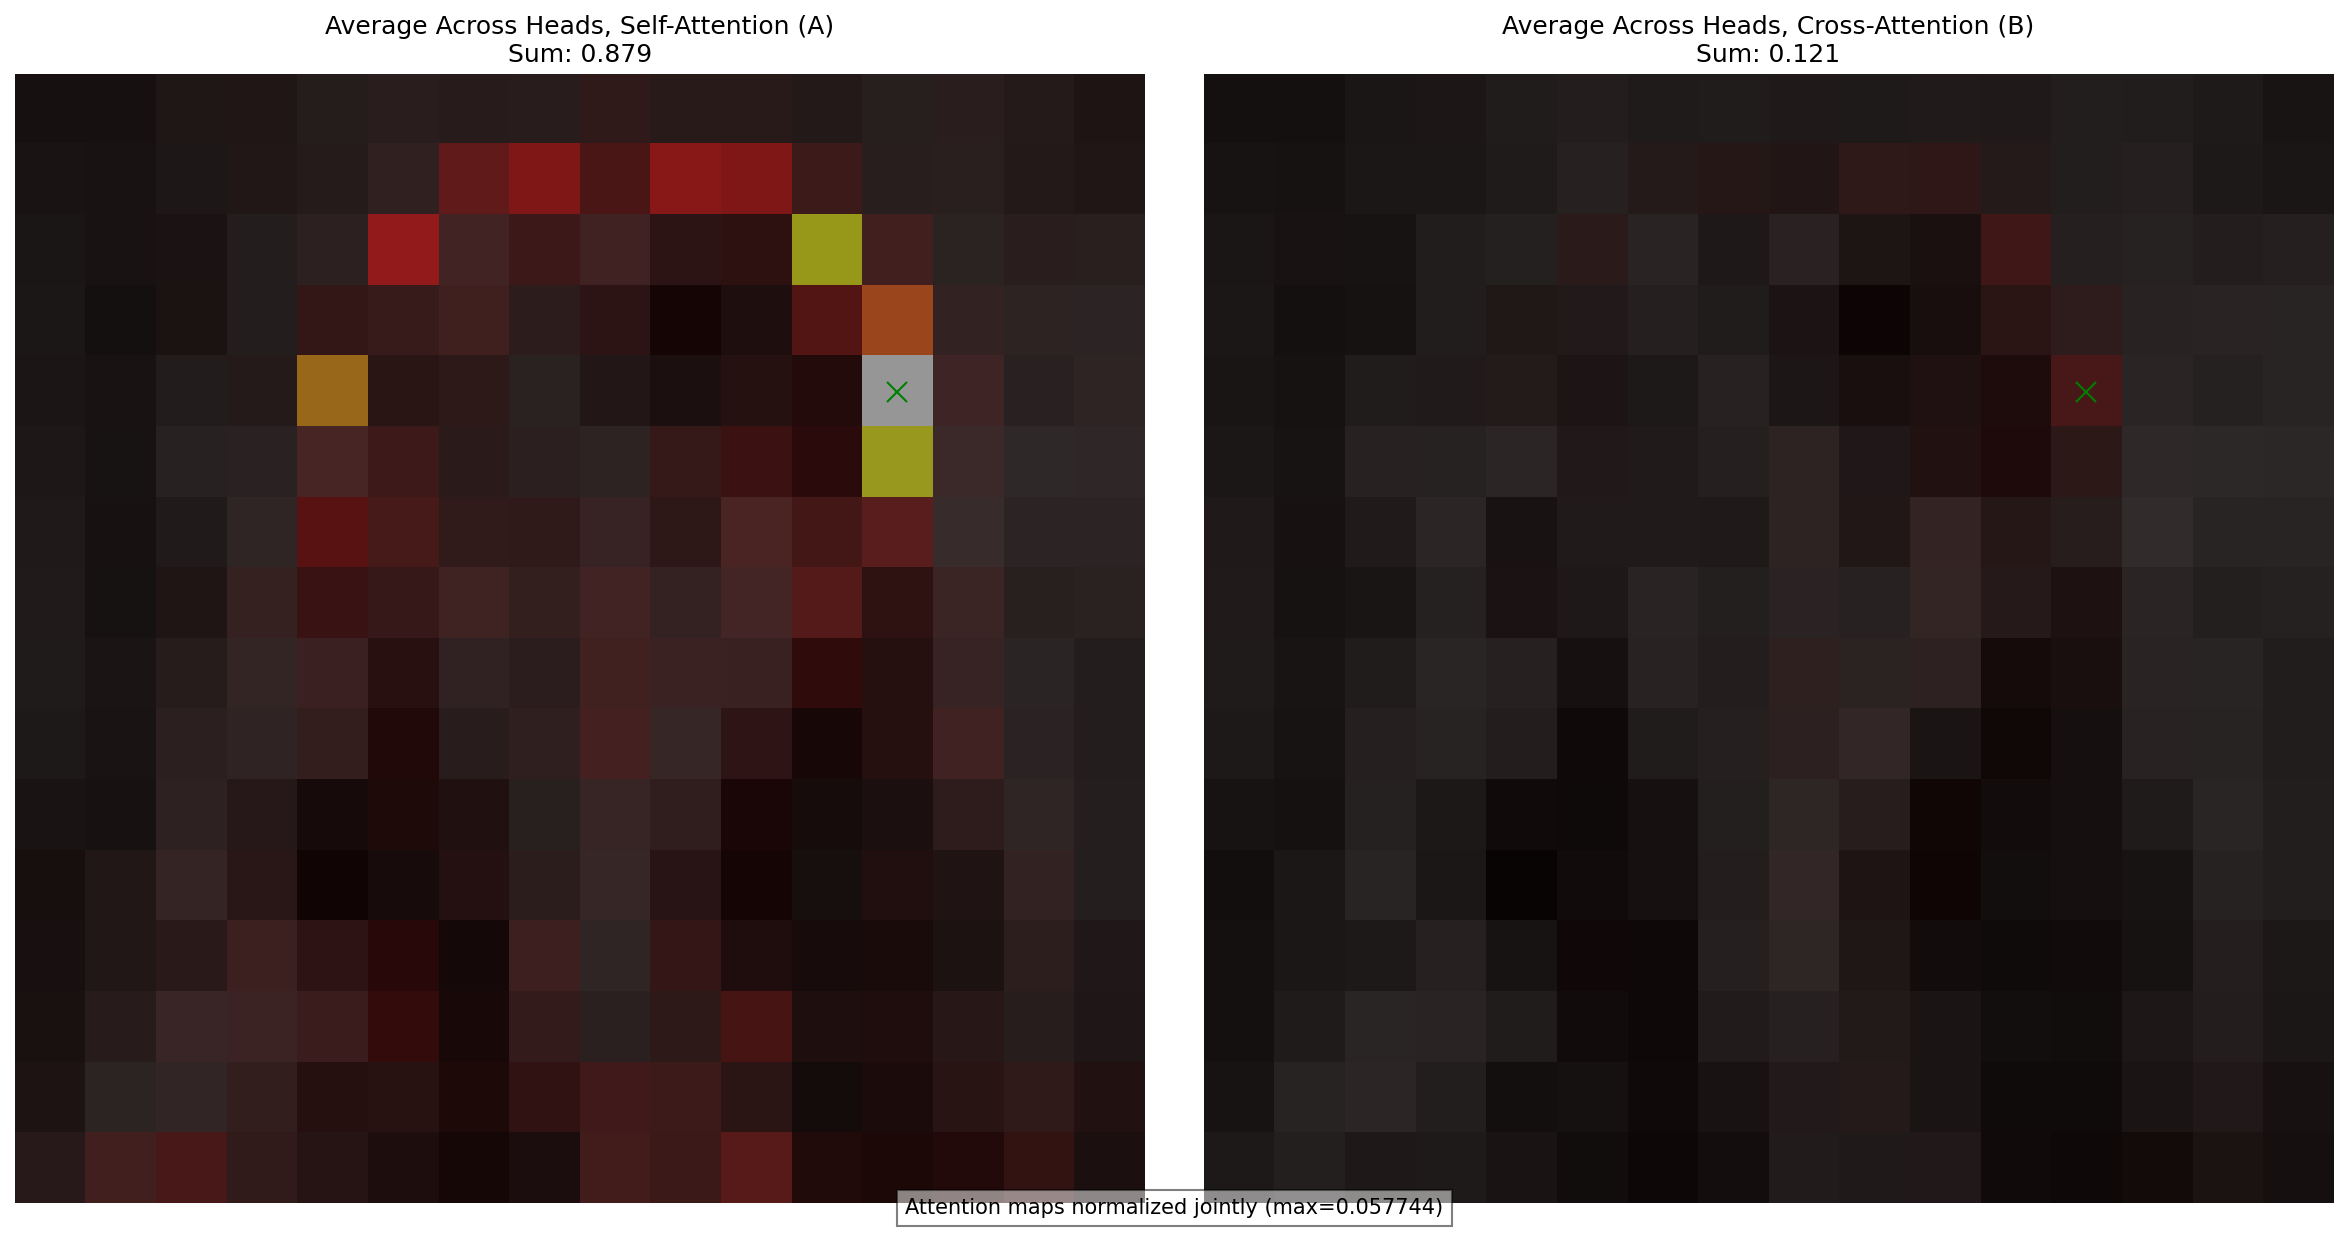 Average Across Heads, Self-Attention (A)
Sum: 0.879
Average Across Heads, Cross-Attention (B)
Sum: 0.121
Attention maps normalized jointly (max=0.057744)